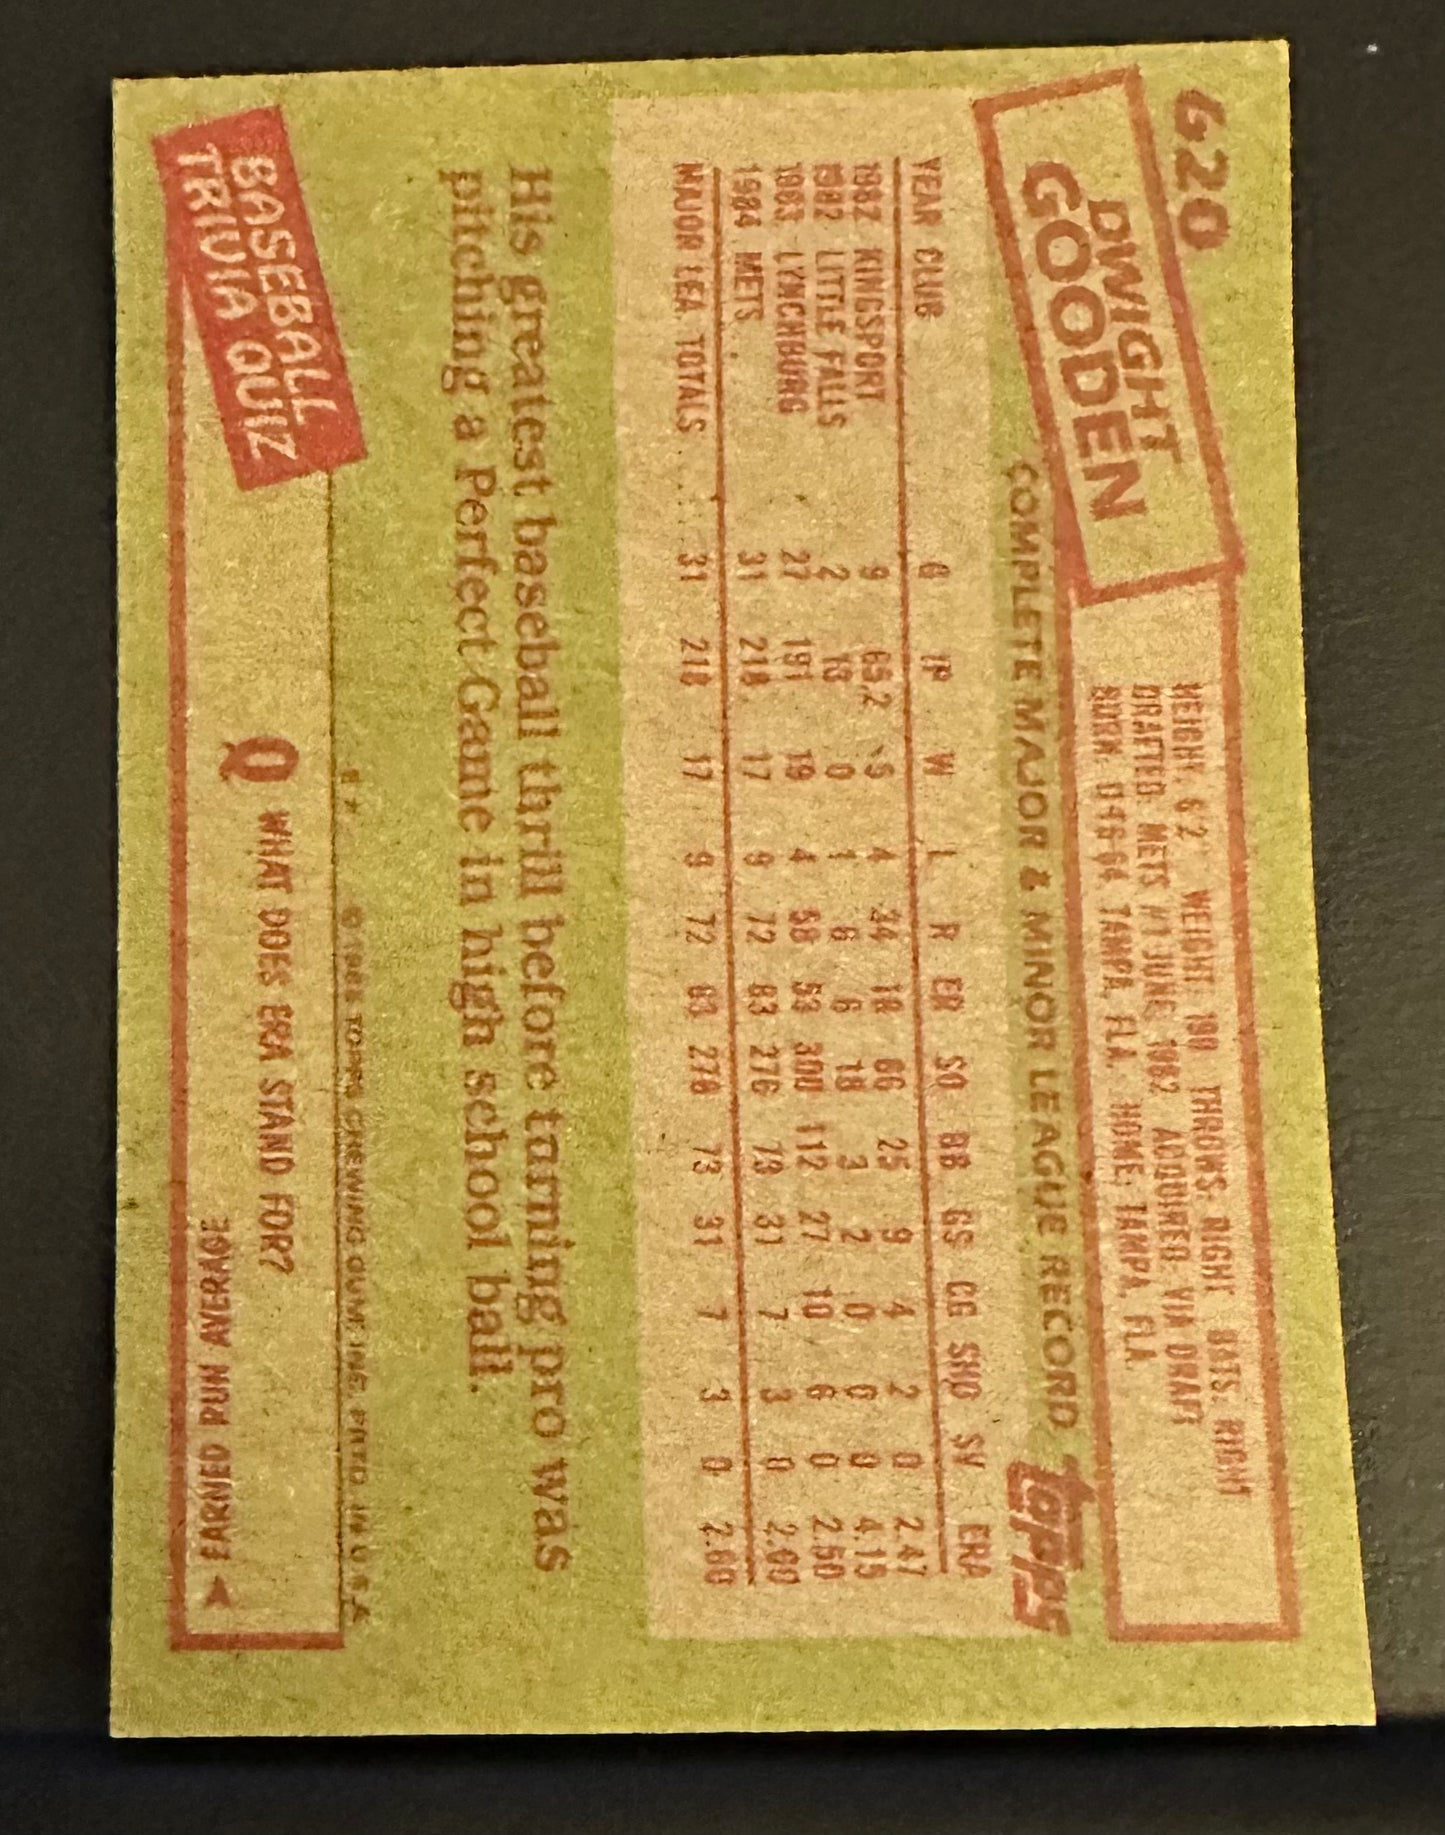 620
DWIGHT
GOODEN
HEIGHT: 6'2" WEIGHT: 190 THROWS: RIGHT BATS: RIGHT
DRAFTED: METS #1-JUNE, 1982 ACQUIRED: VIA DRAFT
BORN: 11-16-64, TAMPA, FLA. HOME: TAMPA, FLA.
COMPLETE MAJOR & MINOR LEAGUE RECORD topps
YEAR CLUB G IP W L R ER SO BB GS CG SHO SV ERA
1982 KINGSPORT 9 65.2 5 4 34 18 66 25 9 4 2 0 2.47
1982 LITTLE FALLS 2 13 0 1 6 6 18 3 2 0 0 0 4.15
1983 LYNCHBURG 27 191 19 4 58 53 300 112 27 10 6 0 2.50
1984 METS 31 218 17 9 72 63 276 73 31 7 3 0 2.60
MAJOR LEA. TOTALS 31 218 17 9 72 63 276 73 31 7 3 0 2.60
His greatest baseball thrill before turning pro was
pitching a Perfect Game in high school ball.
© 1985 TOPPS CHEWING GUM, INC. PRTD. IN U.S.A.
BASEBALL
TRIVIA QUIZ
Q WHAT DOES ERA STAND FOR?
EARNED RUN AVERAGE